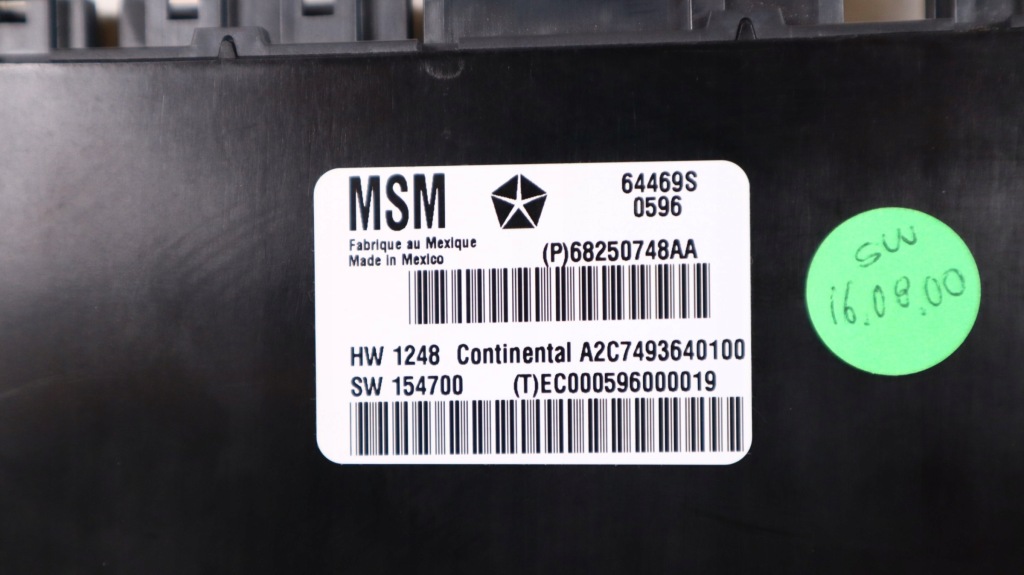 MSM
64469S
0596
Fabrique au Mexique
Made in Mexico
(P)68250748AA
HW 1248 Continental A2C7493640100
SW 154700 (T)EC000596000019
SW
16.08.00